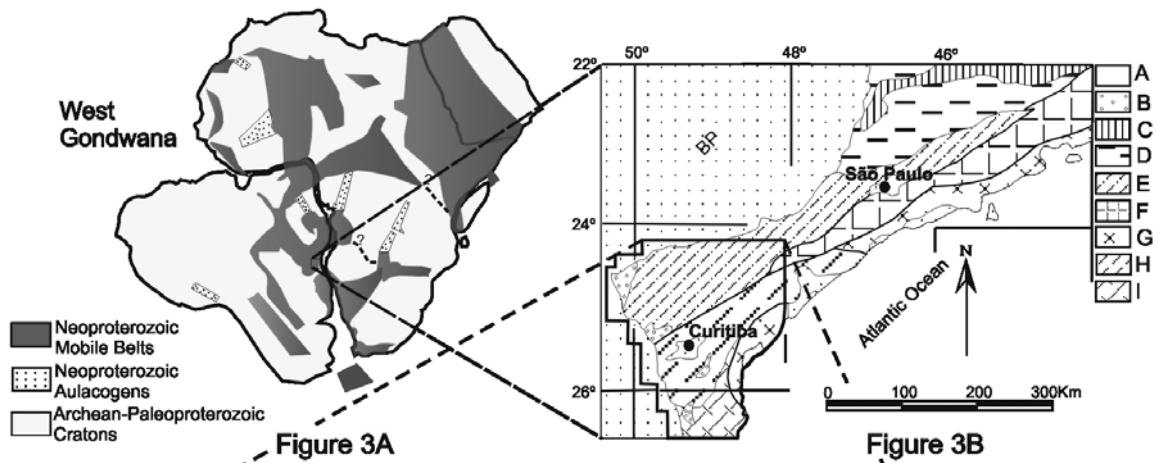 West
Gondwana
?
?
Neoproterozoic
Mobile Belts
Neoproterozoic
Aulacogens
Archean-Paleoproterozoic
Cratons
Figure 3A
50º
48º
46º
22º
24º
26º
BP
São Paulo
Curitiba
Atlantic Ocean
N
0
100
200
300Km
A
B
C
D
E
F
G
H
I
Figure 3B